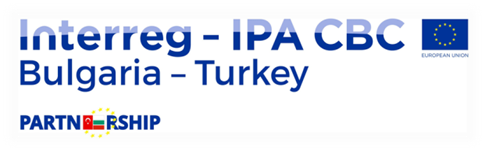 Interreg – IPA CBC
EUROPEAN UNION
Bulgaria – Turkey
PARTNERSHIP